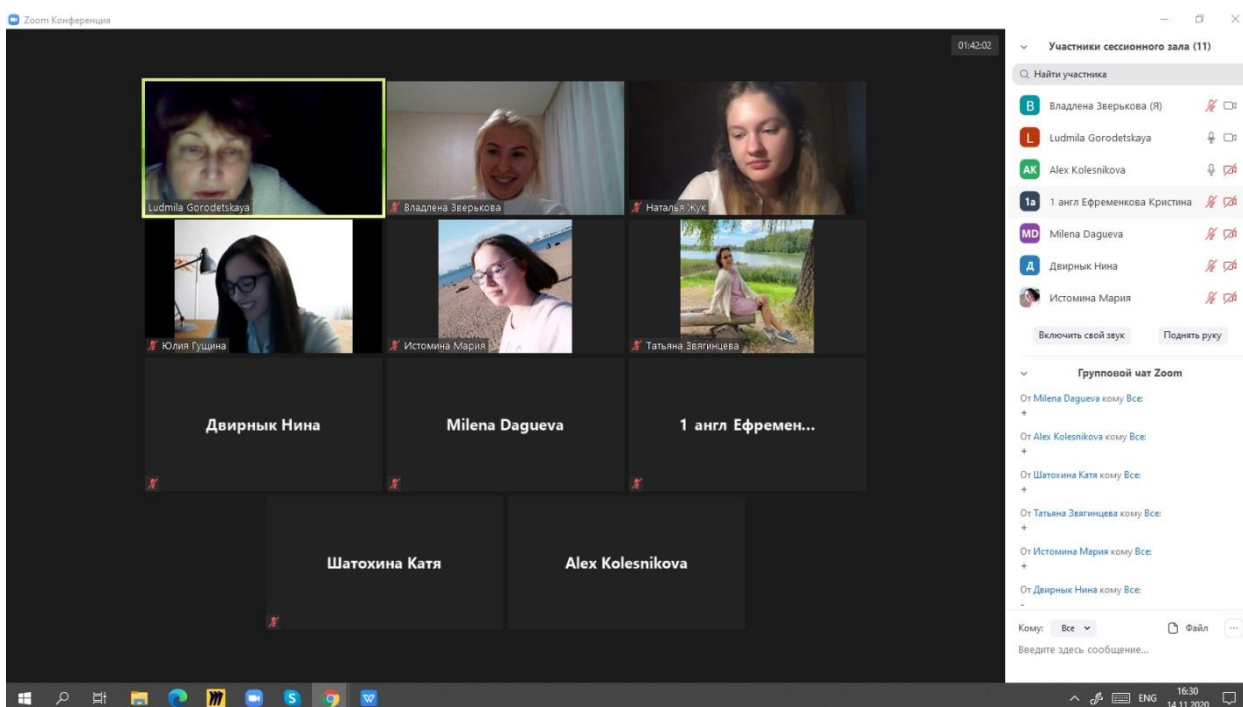 Zoom Конференция
01:42:02
Ludmila Gorodetskaya
Владлена Зверькова
Наталья Жук
Юлия Гущина
Истомина Мария
Татьяна Звягинцева
Двирнык Нина
Milena Dagueva
1 англ Ефремен...
Шатохина Катя
Alex Kolesnikova
Участники сессионного зала (11)
Найти участника
В Владлена Зверькова (Я)
L Ludmila Gorodetskaya
AK Alex Kolesnikova
1а 1 англ Ефременкова Кристина
MD Milena Dagueva
Д Двирнык Нина
Истомина Мария
Включить свой звук Поднять руку
Групповой чат Zoom
От Milena Dagueva кому Все:
+
От Alex Kolesnikova кому Все:
+
От Шатохина Катя кому Все:
+
От Татьяна Звягинцева кому Все:
+
От Истомина Мария кому Все:
+
От Двирнык Нина кому Все:
Кому: Все Файл ...
Введите здесь сообщение...
S W ENG 16:30
14.11.2020